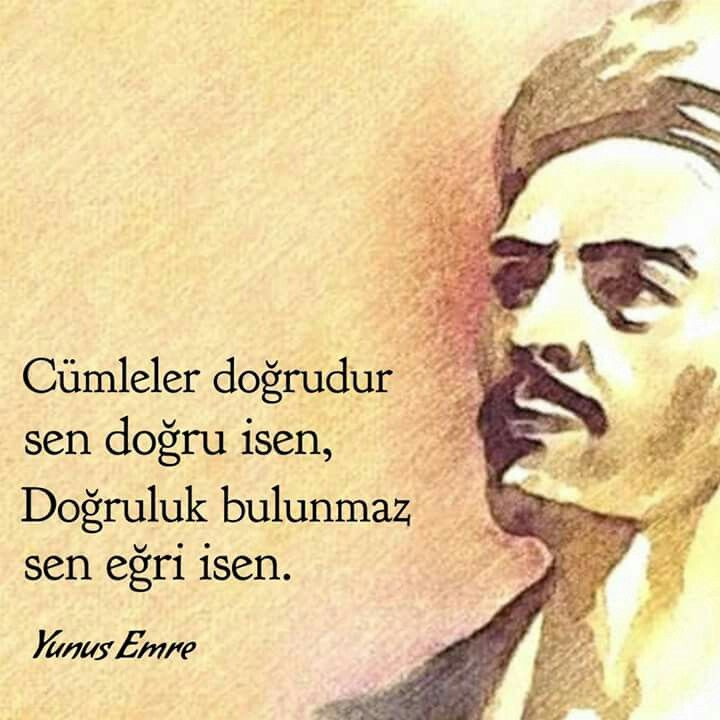 Cümleler doğrudur
sen doğru isen,
Doğruluk bulunmaz
sen eğri isen.
Yunus Emre